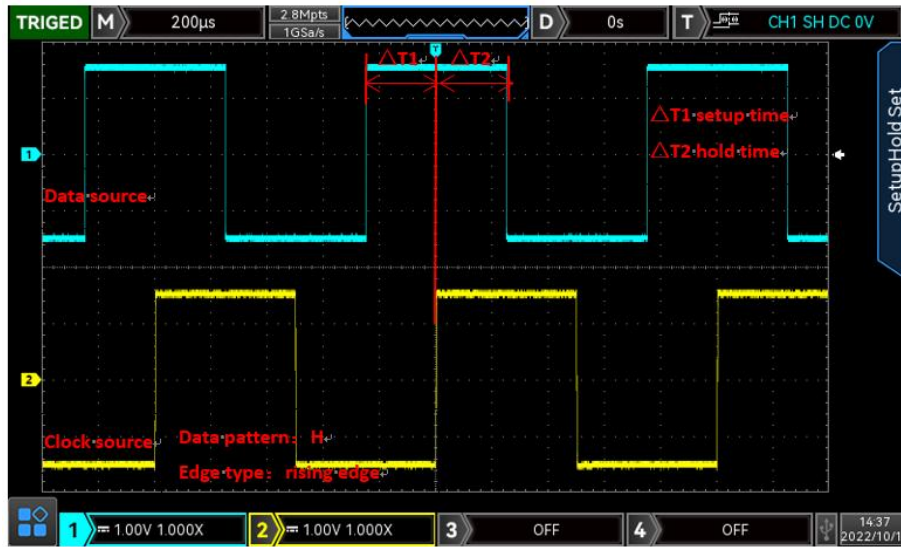 TRIGED M 200μs 2.8Mpts D 0s T CH1 SH DC 0V
1GSa/s
T
△T1 △T2
SetupHold Set
△T1 setup time
1
△T2 hold time
Data source
2
Clock source Data pattern: H
Edge type: rising edge
1 1.00V 1.000X 2 1.00V 1.000X 3 OFF 4 OFF 14:37
2022/10/1